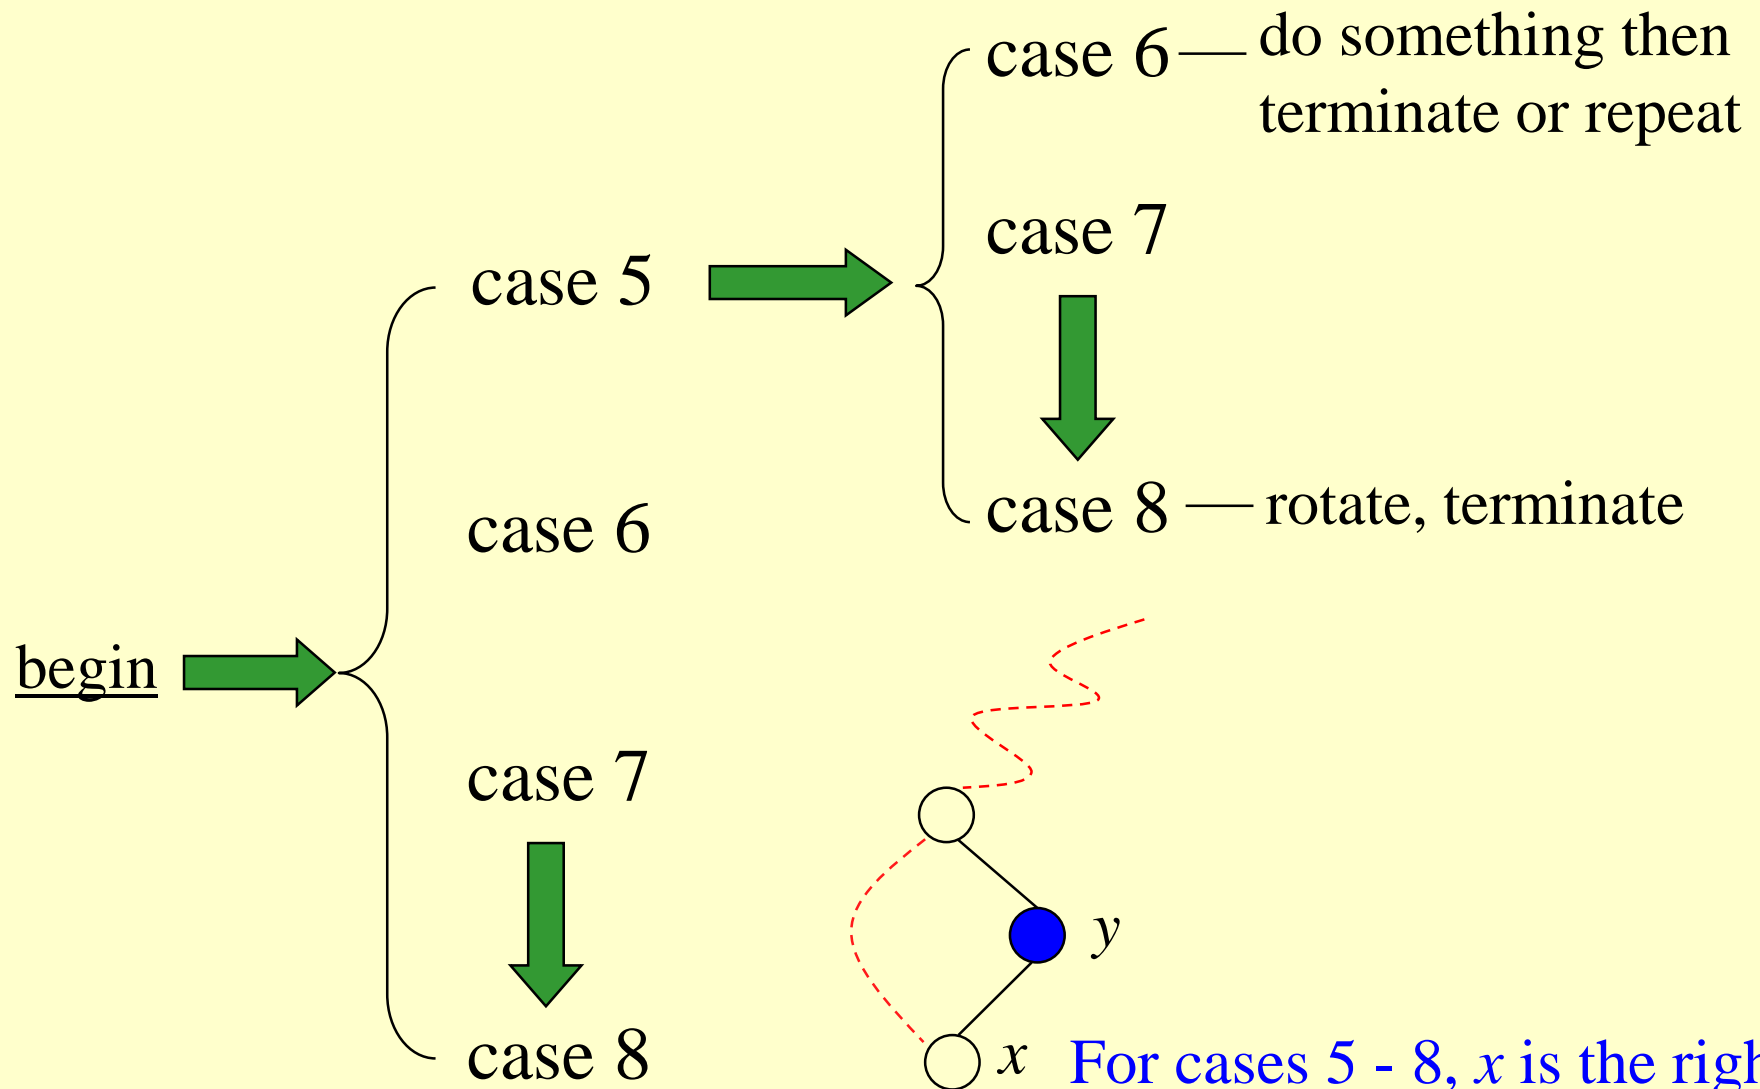 case 6
do something then
terminate or repeat
case 7
case 5
case 8
rotate, terminate
case 6
begin
case 7
y
case 8
x
For cases 5 - 8, x is the